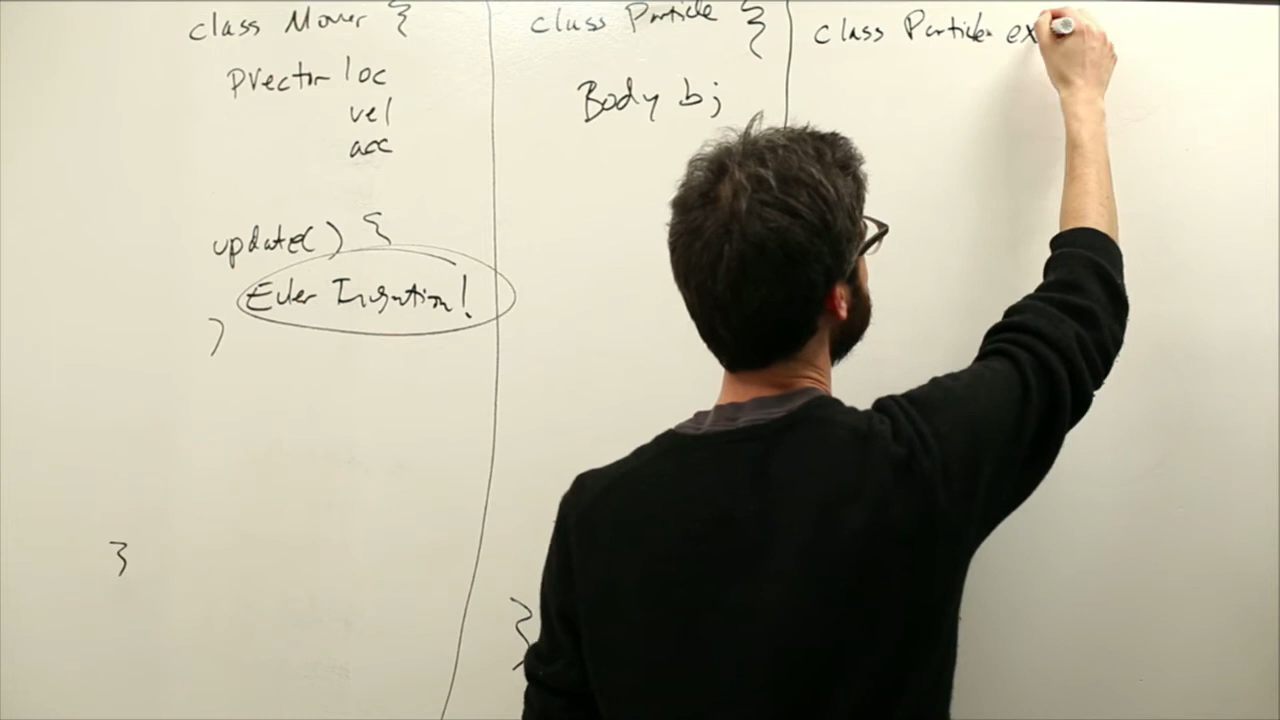 class Mover {
PVector loc
vel
acc
update() {
Euler Integration!
}
}
class Particle {
Body b;
}
class Particle ex